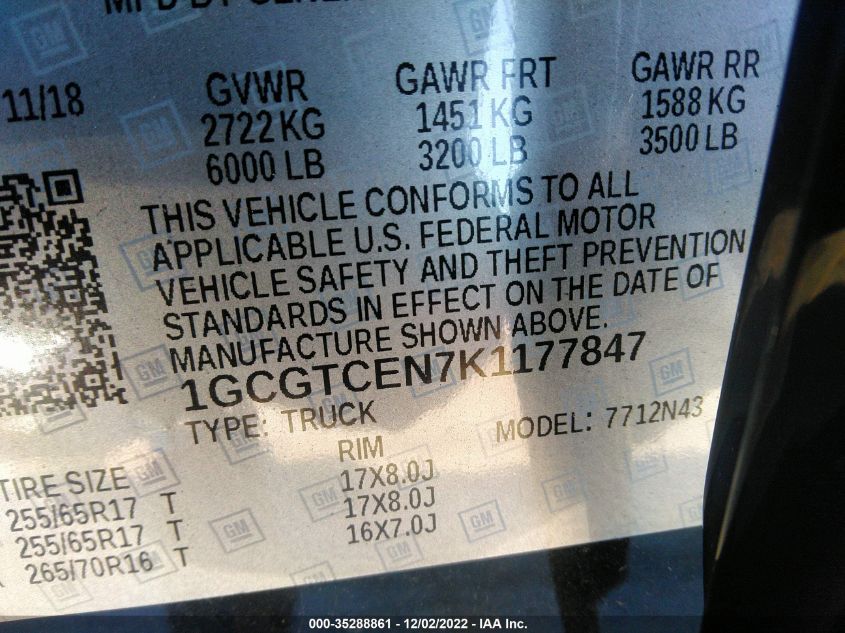 MFD BY GENER
11/18 GVWR GAWR FRT GAWR RR
2722 KG 1451 KG 1588 KG
6000 LB 3200 LB 3500 LB
THIS VEHICLE CONFORMS TO ALL
APPLICABLE U.S. FEDERAL MOTOR
VEHICLE SAFETY AND THEFT PREVENTION
STANDARDS IN EFFECT ON THE DATE OF
MANUFACTURE SHOWN ABOVE.
1GCGTCEN7K1177847
TYPE: TRUCK MODEL: 7712N43
TIRE SIZE RIM
255/65R17 T 17X8.0J
255/65R17 T 17X8.0J
265/70R16 T 16X7.0J
000-35288861 - 12/02/2022 - IAA Inc.